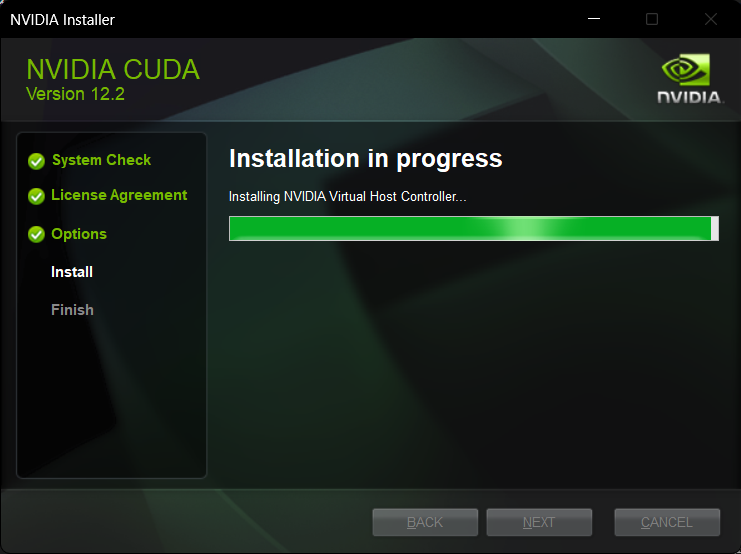 NVIDIA Installer
NVIDIA CUDA
Version 12.2
NVIDIA.
System Check
License Agreement
Options
Install
Finish
Installation in progress
Installing NVIDIA Virtual Host Controller...
BACK
NEXT
CANCEL